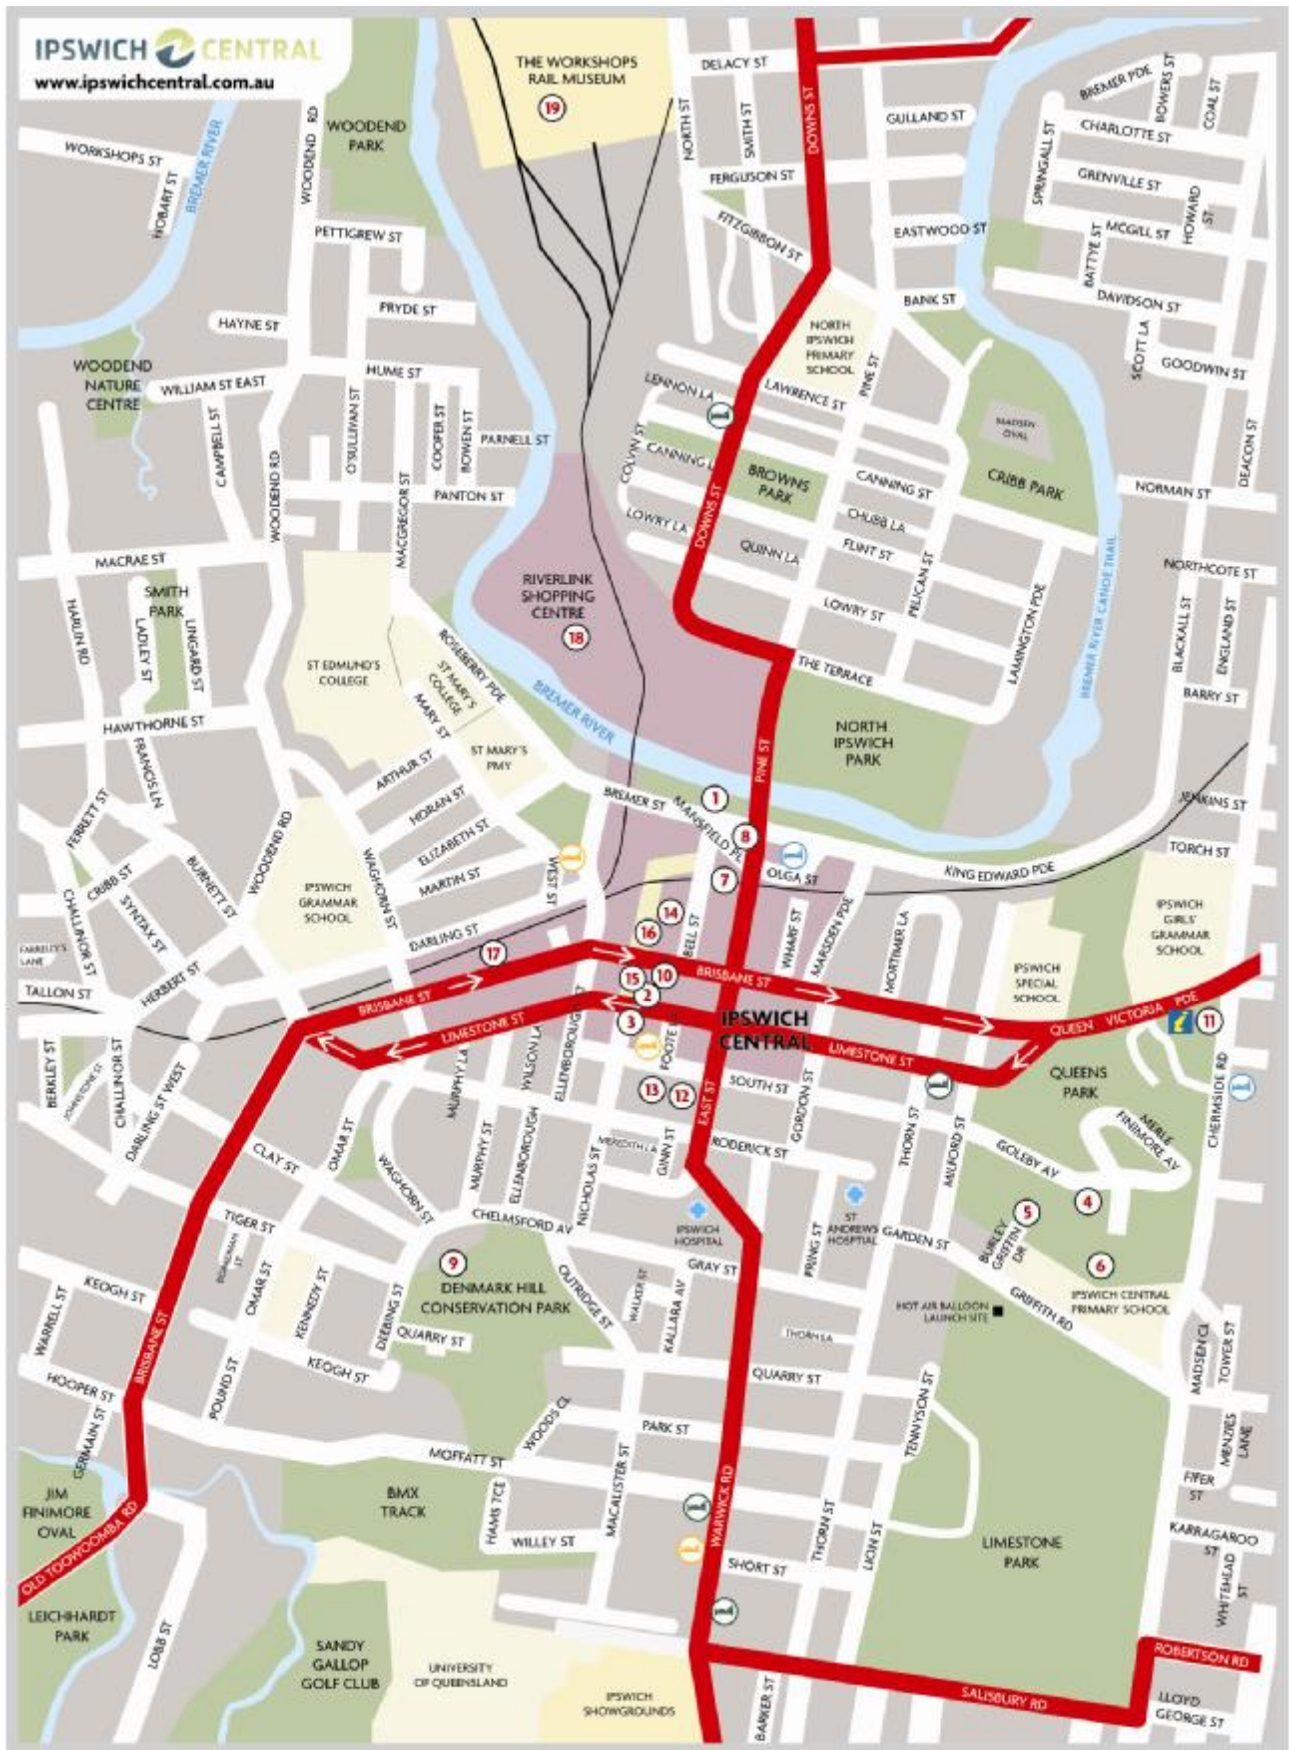 IPSWICH CENTRAL
www.ipswichcentral.com.au
THE WORKSHOPS
RAIL MUSEUM
19
WOODEND
PARK
WORKSHOPS ST
HOBART ST
BREMER RIVER
WOODEND RD
PETTIGREW ST
PRYDE ST
HAYNE ST
WOODEND
NATURE
CENTRE
WILLIAM ST EAST
HUME ST
CAMPBELL ST
WOODEND RD
O'SULLIVAN ST
COOPER ST
BOWEN ST
PARNELL ST
PANTON ST
MACGREGOR ST
DELACY ST
NORTH ST
SMITH ST
DOWNS ST
GULLAND ST
FERGUSON ST
FITZGIBBON ST
EASTWOOD ST
BANK ST
BREMER PDE
BOWERS ST
COAL ST
SPRINGALL ST
CHARLOTTE ST
GRENVILLE ST
HOWARD
ST
MCGILL ST
BATTYE ST
DAVIDSON ST
SCOTT LA
GOODWIN ST
DEACON ST
NORTH
IPSWICH
PRIMARY
SCHOOL
PINE ST
LENNON LA
LAWRENCE ST
COLVIN ST
CANNING L
BROWNS
PARK
CANNING ST
MADSEN
OVAL
CRIBB PARK
NORMAN ST
DOWNS ST
LOWRY LA
QUINN LA
CHUBB LA
FLINT ST
PELICAN ST
LOWRY ST
LAMINGTON PDE
BREMER RIVER CANOE TRAIL
NORTHCOTE ST
BLACKALL ST
ENGLAND ST
BARRY ST
THE TERRACE
NORTH
IPSWICH
PARK
PINE ST
JENKINS ST
TORCH ST
MACRAE ST
SMITH
PARK
HARLIN RD
LADLEY ST
LINGARD ST
HAWTHORNE ST
FRANCIS LN
RIVERLINK
SHOPPING
CENTRE
18
ST EDMUND'S
COLLEGE
ROSEBERRY PDE
ST MARY'S
COLLEGE
MARY ST
BREMER RIVER
ST MARY'S
PMY
ARTHUR ST
HORAN ST
ELIZABETH ST
MARTIN ST
WEST ST
BREMER ST
MANSFIELD PL
1
8
7
OLGA ST
KING EDWARD PDE
FERRETT ST
CRIBB ST
BURNETT ST
WOODEND RD
WAGHORN ST
SYNTAX ST
CHALLINOR ST
IPSWICH
GRAMMAR
SCHOOL
FARRELLY'S
LANE
TALLON ST
HERBERT ST
DARLING ST
17
14
16
BELL ST
15
10
2
3
BRISBANE ST
BRISBANE ST
WHARF ST
MARSDEN PDE
MORTIMER LA
IPSWICH
SPECIAL
SCHOOL
IPSWICH
GIRLS'
GRAMMAR
SCHOOL
LIMESTONE ST
IPSWICH
CENTRAL
LIMESTONE ST
QUEEN VICTORIA PDE
11
QUEENS
PARK
BERKLEY ST
JOHNSTONE ST
CHALLINOR ST
DARLING ST WEST
MURPHY LA
WILSON LA
ELLENBOROUGH ST
FOOTE L
13
12
SOUTH ST
EAST ST
GORDON ST
RODERICK ST
THORN ST
MILFORD ST
GOLEBY AV
MERLE
FINIMORE AV
CHERMSIDE RD
4
5
6
CLAY ST
OMAR ST
WAGHORN ST
MURPHY ST
ELLENBOROUGH
MEREDITH LA
GINN ST
NICHOLAS ST
CHELMSFORD AV
IPSWICH
HOSPITAL
ST
ANDREWS
HOSPTIAL
PRING ST
GARDEN ST
BURLEY
GRIFFIN
DR
GRIFFITH RD
IPSWICH CENTRAL
PRIMARY SCHOOL
HOT AIR BALLOON
LAUNCH SITE
TIGER ST
OMAR ST
KENNEDY ST
DEEBING ST
9
DENMARK HILL
CONSERVATION PARK
QUARRY ST
OUTRIDGE ST
WALKER ST
KALLARA AV
GRAY ST
THORN LA
KEOGH ST
WARRELL ST
BRISBANE ST
POUND ST
KEOGH ST
HOOPER ST
GERMAIN ST
QUARRY ST
MADSEN CL
TOWER ST
MENZIES
LANE
TENNYSON ST
WOODS CL
PARK ST
MOFFATT ST
MACALISTER ST
HAMS TCE
WILLEY ST
WARWICK RD
FIFER
ST
KARRAGAROO
ST
WHITEHEAD
ST
JIM
FINIMORE
OVAL
OLD TOOWOOMBA RD
BMX
TRACK
THORN ST
LION ST
SHORT ST
LIMESTONE
PARK
LEICHHARDT
PARK
LOBB ST
SANDY
GALLOP
GOLF CLUB
UNIVERSITY
OF QUEENSLAND
IPSWICH
SHOWGROUNDS
BARKER ST
SALISBURY RD
ROBERTSON RD
LLOYD
GEORGE ST